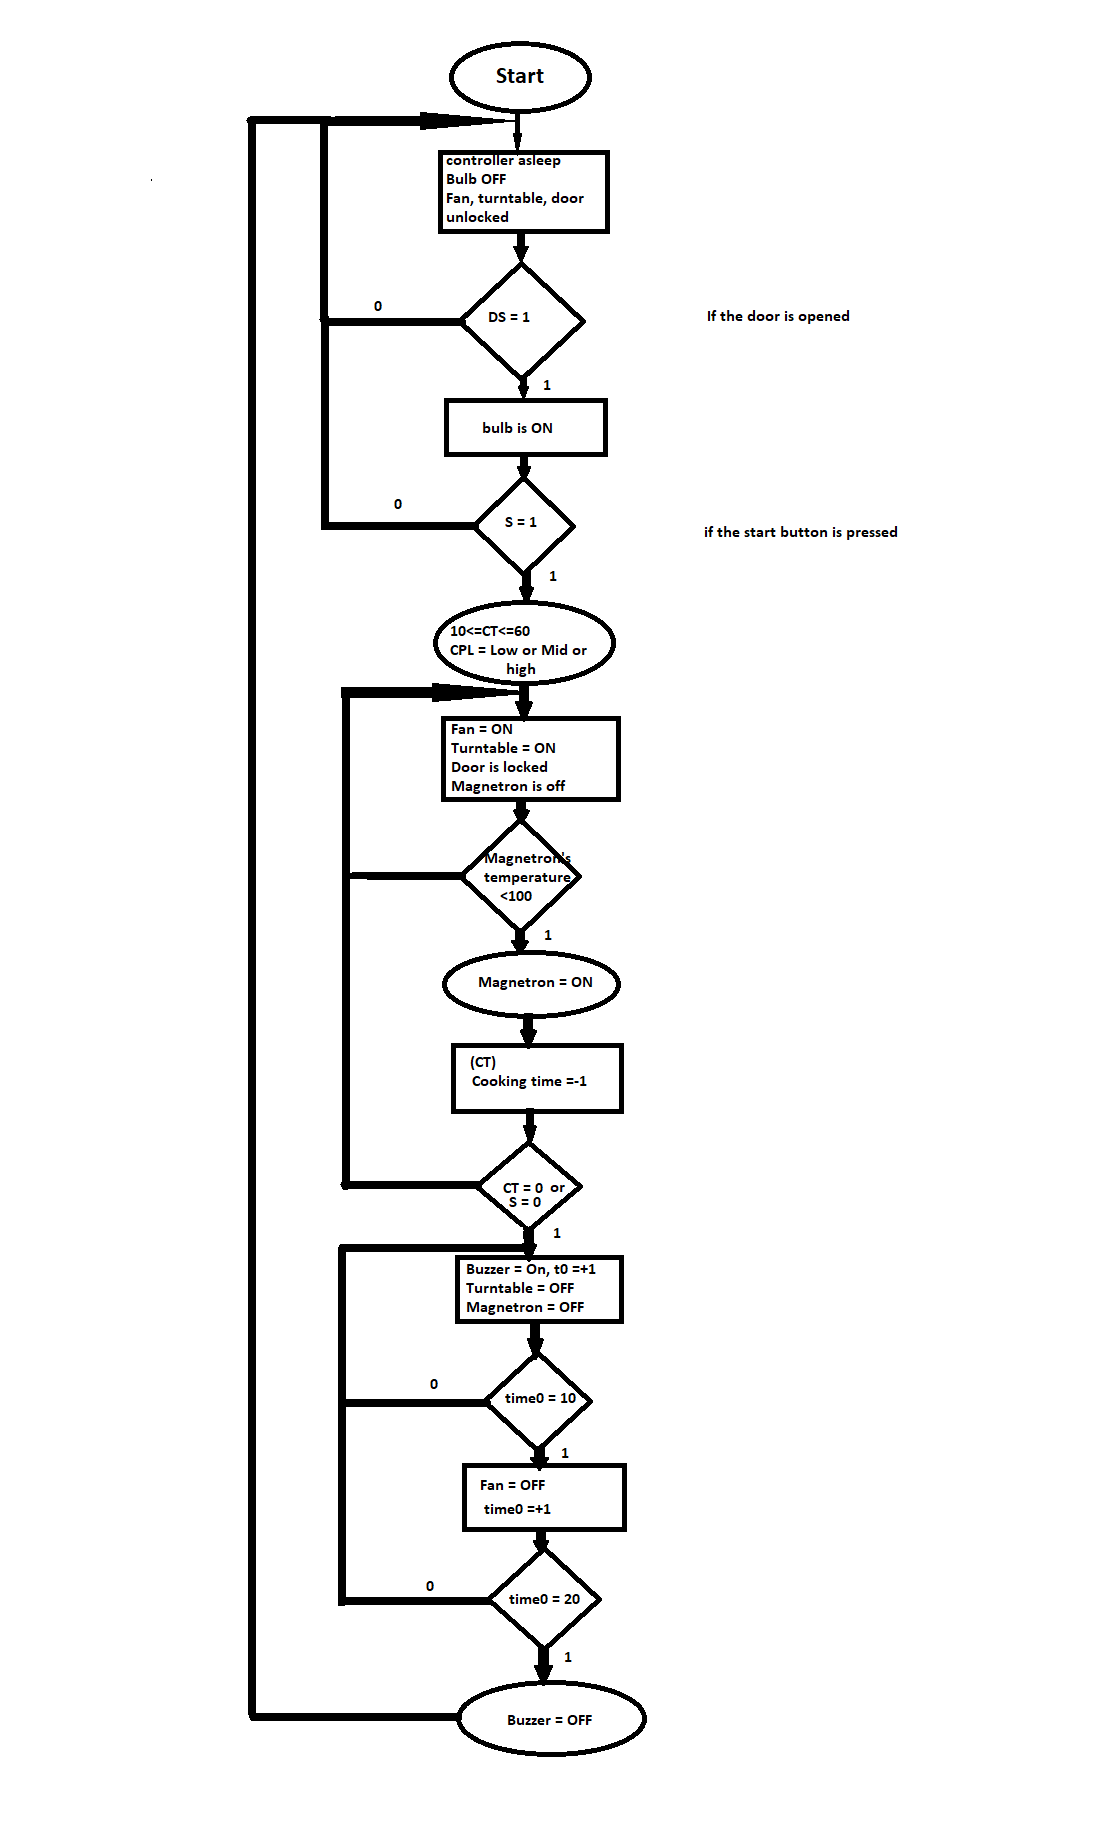 Start
controller asleep
Bulb OFF
Fan, turntable, door
unlocked
0
DS = 1
If the door is opened
1
bulb is ON
0
S = 1
if the start button is pressed
1
10<=CT<=60
CPL = Low or Mid or
high
Fan = ON
Turntable = ON
Door is locked
Magnetron is off
Magnetron's
temperature
<100
1
Magnetron = ON
(CT)
Cooking time =-1
CT = 0 or
S = 0
1
Buzzer = On, t0 =+1
Turntable = OFF
Magnetron = OFF
0
time0 = 10
1
Fan = OFF
time0 =+1
0
time0 = 20
1
Buzzer = OFF